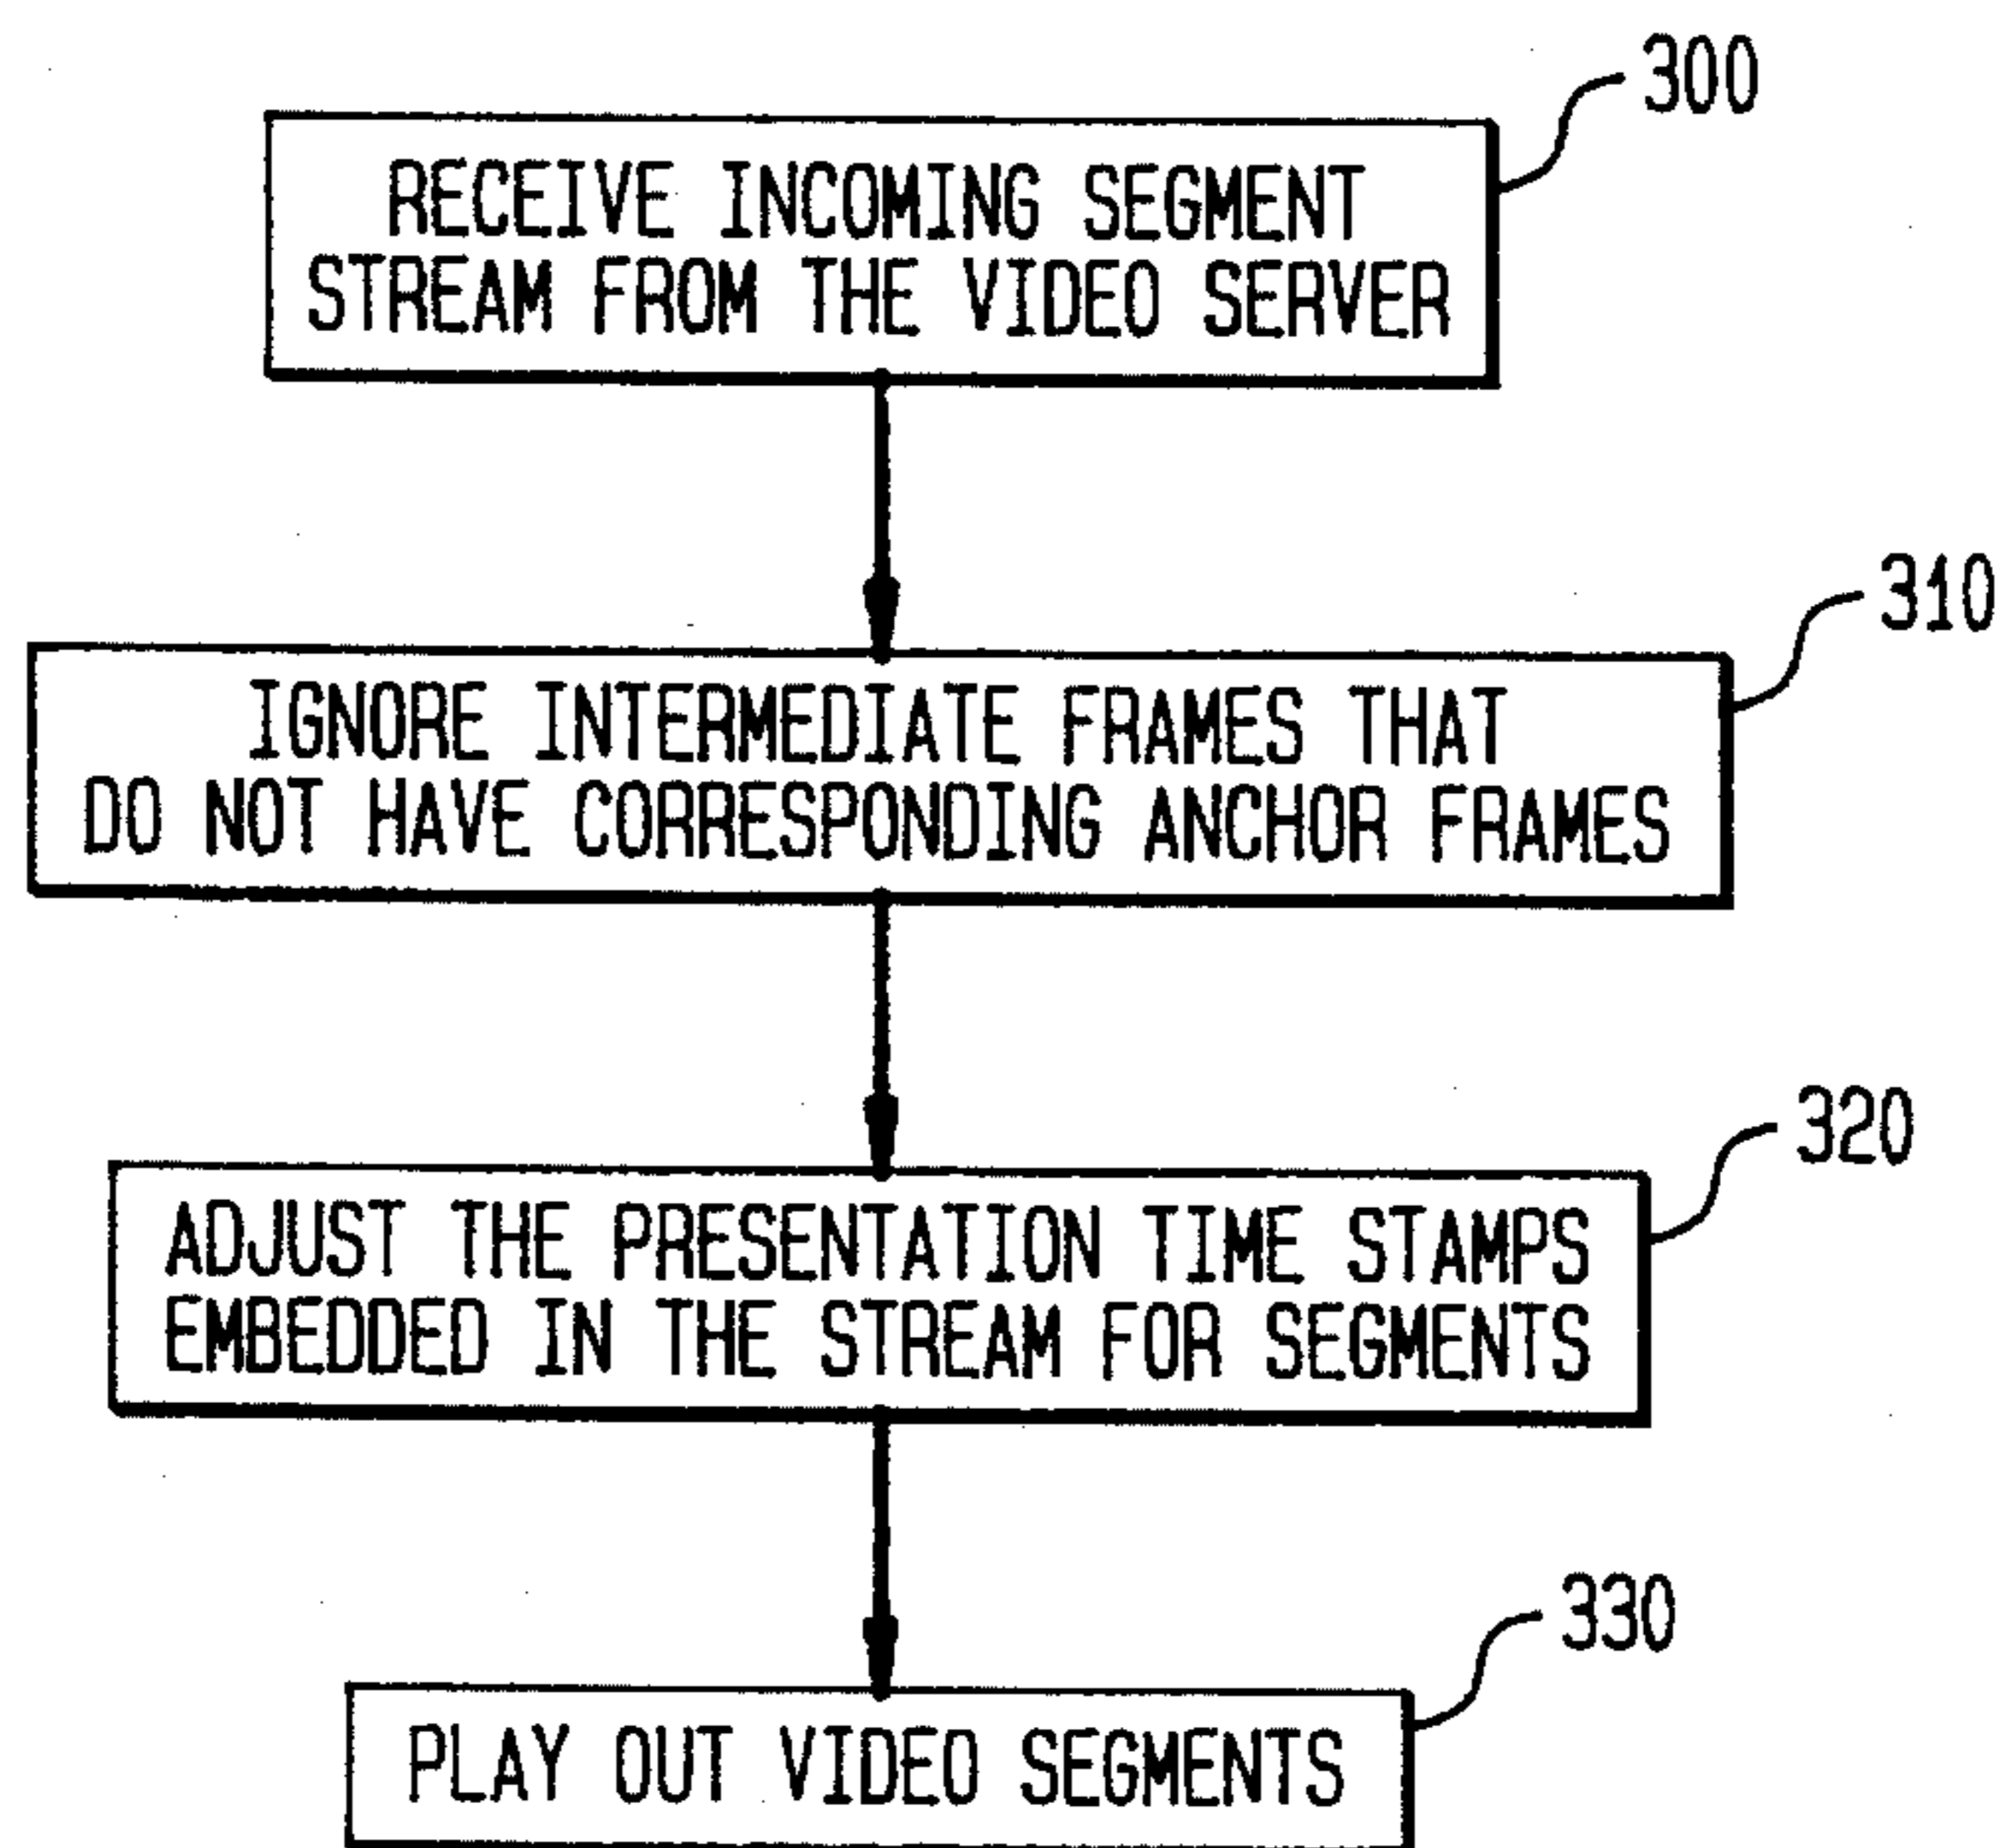 300
RECEIVE INCOMING SEGMENT
STREAM FROM THE VIDEO SERVER
310
IGNORE INTERMEDIATE FRAMES THAT
DO NOT HAVE CORRESPONDING ANCHOR FRAMES
320
ADJUST THE PRESENTATION TIME STAMPS
EMBEDDED IN THE STREAM FOR SEGMENTS
330
PLAY OUT VIDEO SEGMENTS